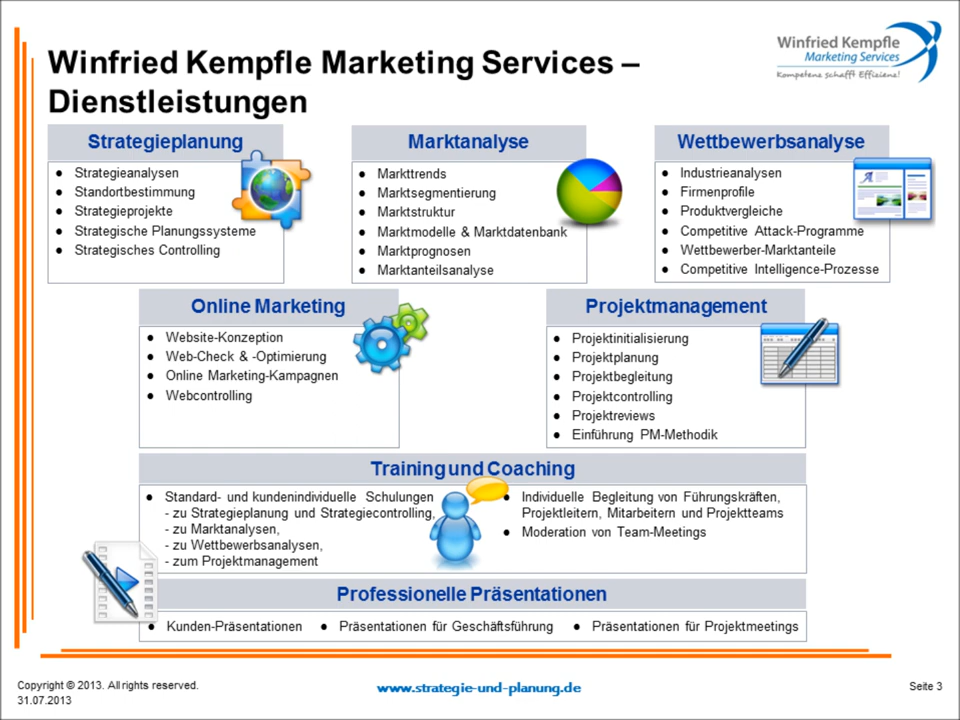 Winfried Kempfle Marketing Services –
Dienstleistungen
Winfried Kempfle
Marketing Services
Kompetenz schafft Effizienz!
Strategieplanung
● Strategieanalysen
● Standortbestimmung
● Strategieprojekte
● Strategische Planungssysteme
● Strategisches Controlling
Marktanalyse
● Markttrends
● Marktsegmentierung
● Marktstruktur
● Marktmodelle & Marktdatenbank
● Marktprognosen
● Marktanteilsanalyse
Wettbewerbsanalyse
● Industrieanalysen
● Firmenprofile
● Produktvergleiche
● Competitive Attack-Programme
● Wettbewerber-Marktanteile
● Competitive Intelligence-Prozesse
Online Marketing
● Website-Konzeption
● Web-Check & -Optimierung
● Online Marketing-Kampagnen
● Webcontrolling
Projektmanagement
● Projektinitialisierung
● Projektplanung
● Projektbegleitung
● Projektcontrolling
● Projektreviews
● Einführung PM-Methodik
Training und Coaching
● Standard- und kundenindividuelle Schulungen
- zu Strategieplanung und Strategiecontrolling,
- zu Marktanalysen,
- zu Wettbewerbsanalysen,
- zum Projektmanagement
● Individuelle Begleitung von Führungskräften,
Projektleitern, Mitarbeitern und Projektteams
● Moderation von Team-Meetings
Professionelle Präsentationen
● Kunden-Präsentationen ● Präsentationen für Geschäftsführung ● Präsentationen für Projektmeetings
Copyright © 2013. All rights reserved.
31.07.2013
www.strategie-und-planung.de
Seite 3